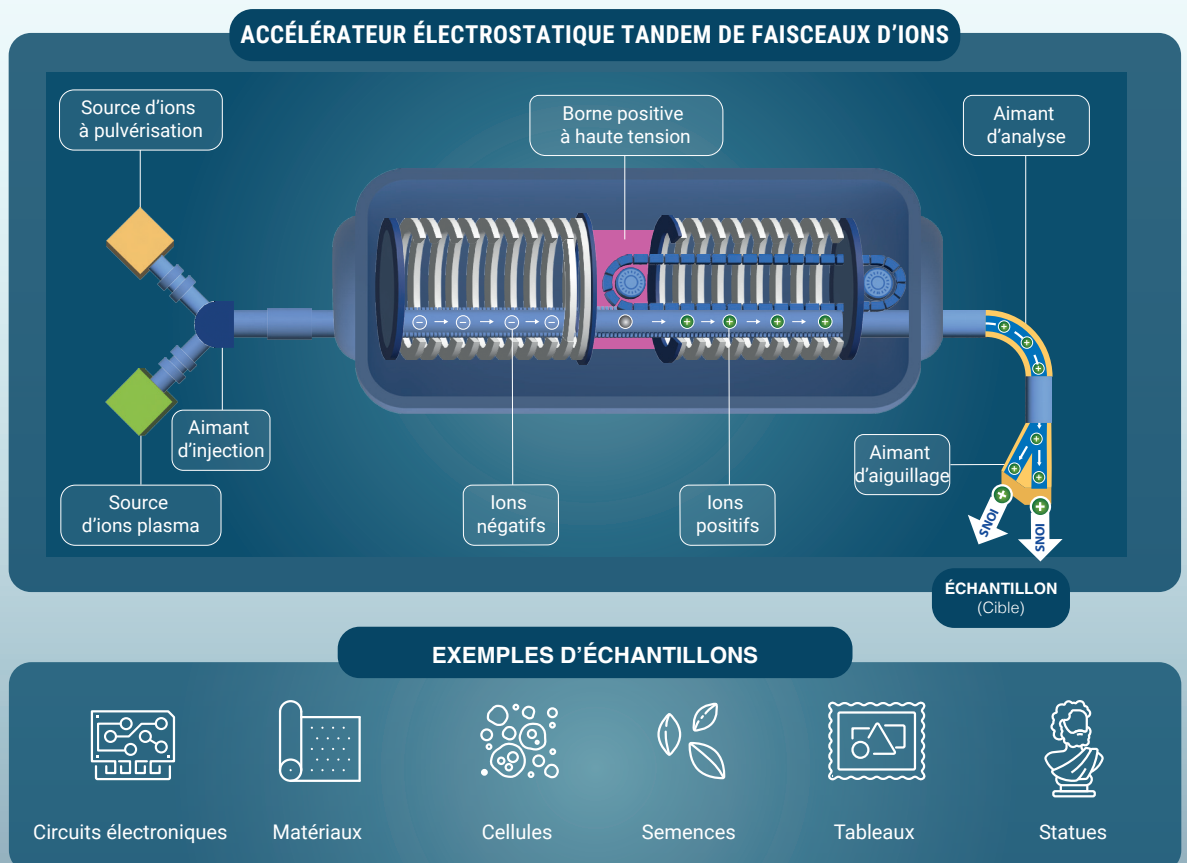 ACCÉLÉRATEUR ÉLECTROSTATIQUE TANDEM DE FAISCEAUX D'IONS
Source d'ions
à pulvérisation
Borne positive
à haute tension
Aimant
d'analyse
Aimant
d'injection
Aimant
d'aiguillage
Source
d'ions plasma
Ions
négatifs
Ions
positifs
IONS
IONS
ÉCHANTILLON
(Cible)
EXEMPLES D'ÉCHANTILLONS
Circuits électroniques
Matériaux
Cellules
Semences
Tableaux
Statues